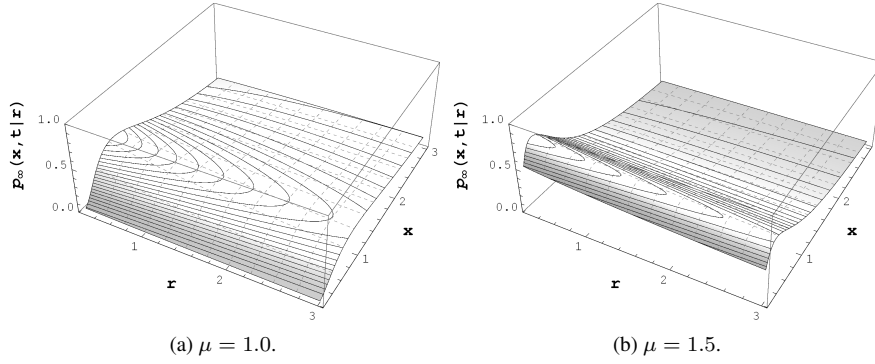 p∞(x,t|r)
1.0
0.5
0.0
1
2
3
r
1
2
3
x
(a) μ = 1.0.
p∞(x,t|r)
1.0
0.5
0.0
1
2
3
r
1
2
3
x
(b) μ = 1.5.